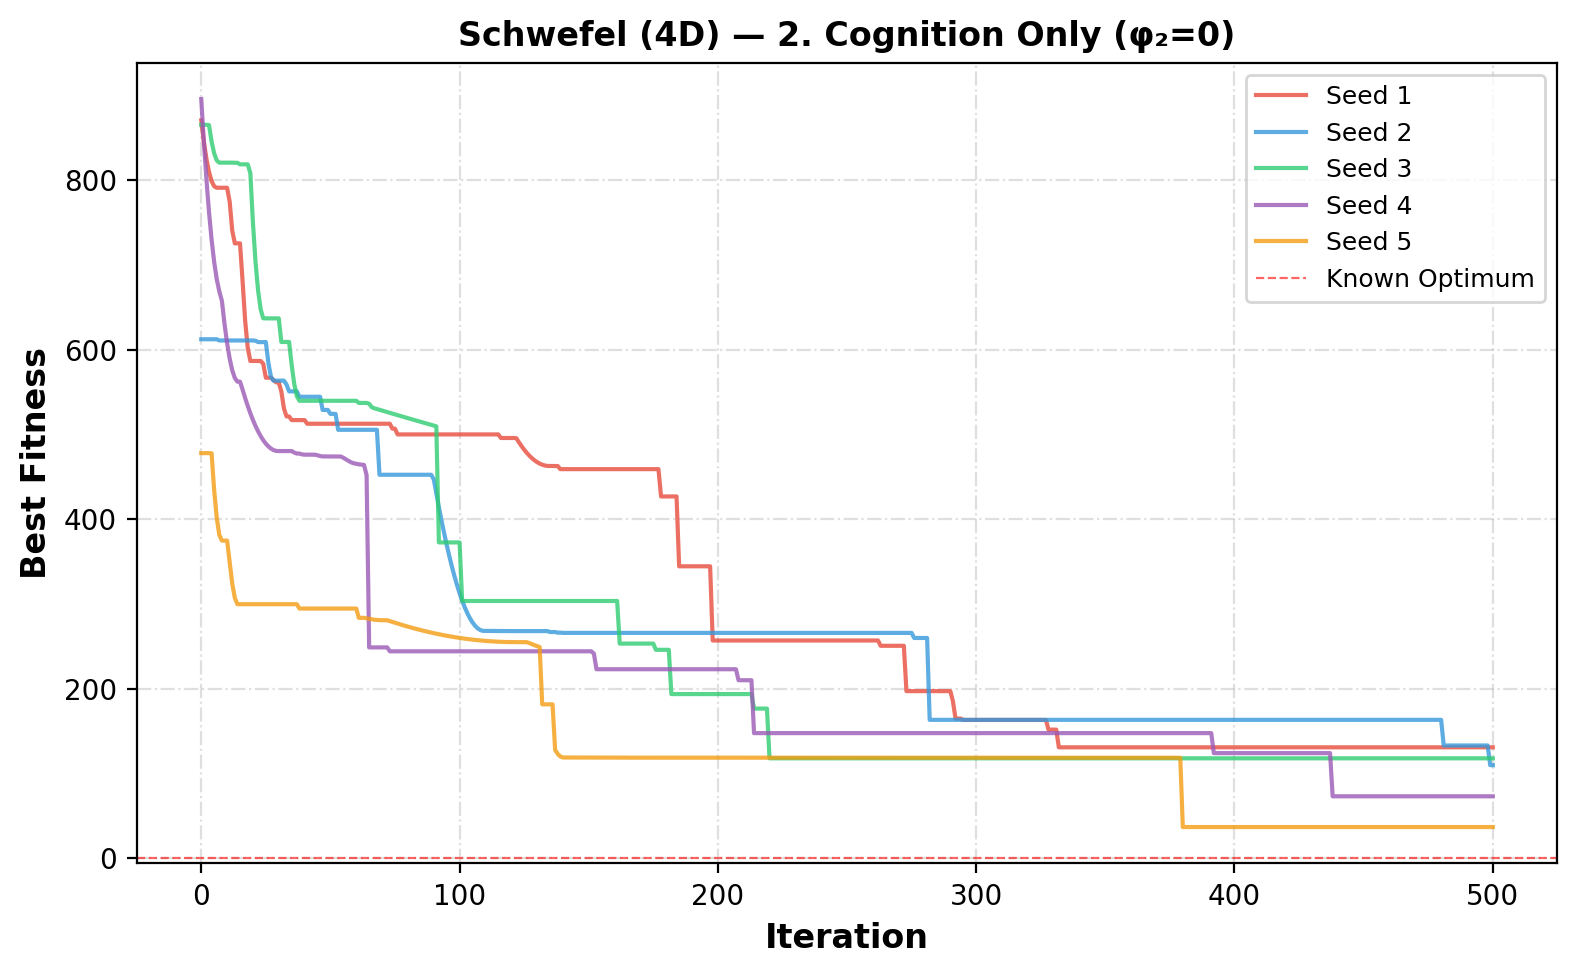 Schwefel (4D) — 2. Cognition Only (φ₂=0)
Seed 1
Seed 2
Seed 3
Seed 4
Seed 5
Known Optimum
Best Fitness
800
600
400
200
0
0 100 200 300 400 500
Iteration